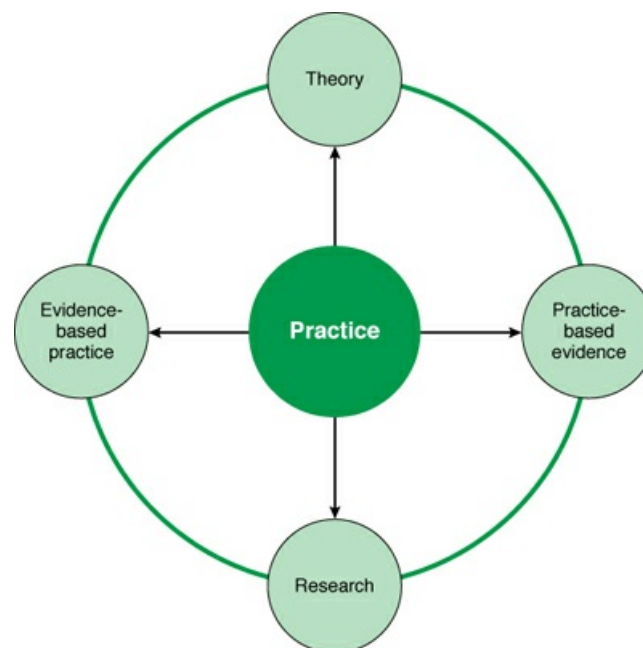 Theory
Evidence-
based
practice
Practice
Practice-
based
evidence
Research